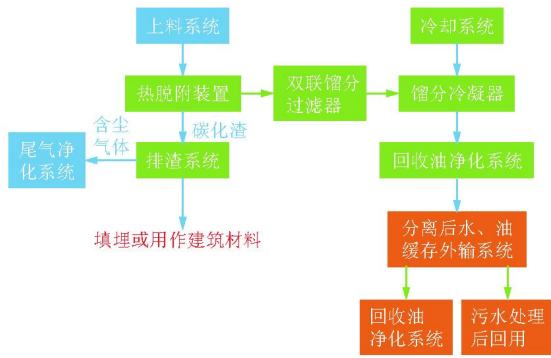 上料系统
冷却系统
热脱附装置
双联馏分
过滤器
馏分冷凝器
含尘
气体
碳化渣
尾气净
化系统
排渣系统
回收油净化系统
填埋或用作建筑材料
分离后水、油
缓存外输系统
回收油
净化系统
污水处理
后回用